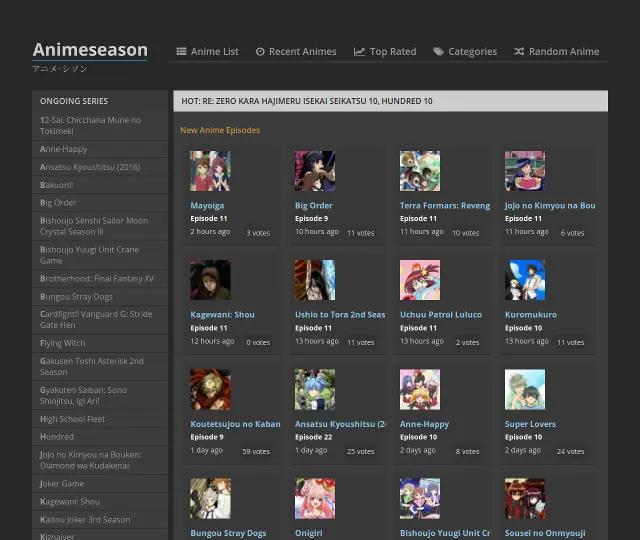 Animeseason
アニメ・シソン
Anime List
Recent Animes
Top Rated
Categories
Random Anime
ONGOING SERIES
12-Sai. Chicchana Mune no
Tokimeki
Anne-Happy
Ansatsu Kyoushitsu (2016)
Bakuon!!
Big Order
Bishoujo Senshi Sailor Moon
Crystal Season III
Bishoujo Yuugi Unit Crane
Game
Brotherhood: Final Fantasy XV
Bungou Stray Dogs
Cardfight!! Vanguard G: Stride
Gate Hen
Flying Witch
Gakusen Toshi Asterisk 2nd
Season
Gyakuten Saiban: Sono
Shinjitsu, Igi Ari!
High School Fleet
Hundred
JoJo no Kimyou na Bouken:
Diamond wa Kudakenai
Joker Game
Kagewani: Shou
Kaitou Joker 3rd Season
Kiznaiver
HOT: RE: ZERO KARA HAJIMERU ISEKAI SEIKATSU 10, HUNDRED 10
New Anime Episodes
Mayoiga
Episode 11
2 hours ago 3 votes
Big Order
Episode 9
10 hours ago 11 votes
Terra Formars: Reveng
Episode 11
11 hours ago 10 votes
JoJo no Kimyou na Bou
Episode 11
11 hours ago 6 votes
Kagewani: Shou
Episode 11
12 hours ago 0 votes
Ushio to Tora 2nd Seas
Episode 11
13 hours ago 11 votes
Uchuu Patrol Luluco
Episode 11
13 hours ago 2 votes
Kuromukuro
Episode 10
13 hours ago 11 votes
Koutetsujou no Kaban
Episode 9
1 day ago 59 votes
Ansatsu Kyoushitsu (20
Episode 22
1 day ago 25 votes
Anne-Happy
Episode 10
2 days ago 8 votes
Super Lovers
Episode 10
2 days ago 24 votes
Bungou Stray Dogs
Onigiri
Bishoujo Yuugi Unit Cr
Sousei no Onmyouji